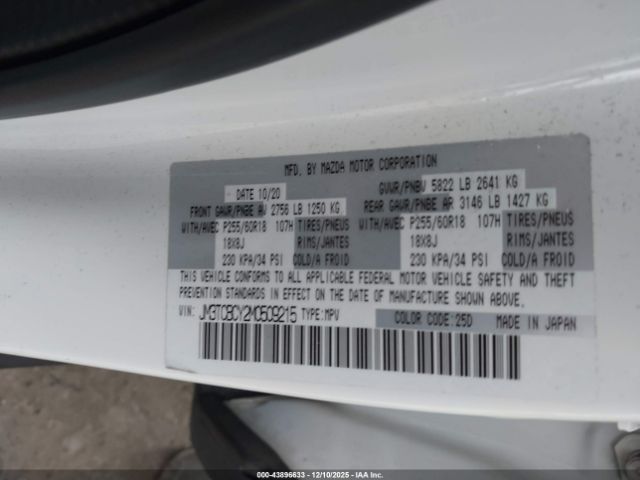 MFD. BY MAZDA MOTOR CORPORATION
DATE 10/20 GVWR/PNBV 5822 LB 2641 KG
FRONT GAWR/PNBE AV 2756 LB 1250 KG REAR GAWR/PNBE AR 3146 LB 1427 KG
WITH/AVEC P255/60R18 107H TIRES/PNEUS WITH/AVEC P255/60R18 107H TIRES/PNEUS
18X8J RIMS/JANTES 18X8J RIMS/JANTES
230 KPA/34 PSI COLD/A FROID 230 KPA/34 PSI COLD/A FROID
THIS VEHICLE CONFORMS TO ALL APPLICABLE FEDERAL MOTOR VEHICLE SAFETY AND THEFT
PREVENTION STANDARDS IN EFFECT ON THE DATE OF MANUFACTURE SHOWN ABOVE.
VIN: JM3TCBCY2M0509215 TYPE:MPV COLOR CODE:25D MADE IN JAPAN
000-43896633 - 12/10/2025 - IAAI.COM